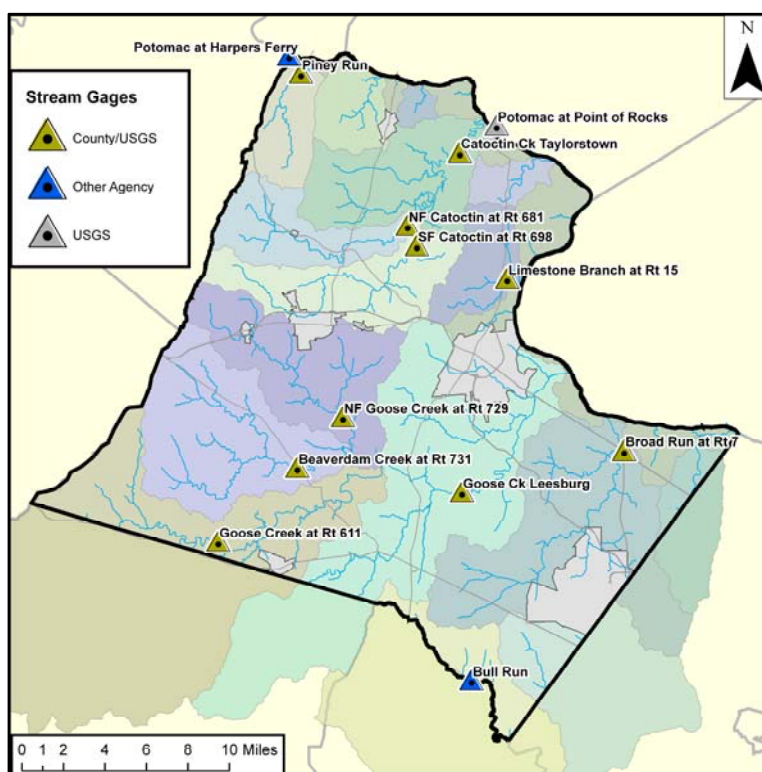 Potomac at Harpers Ferry
Piney Run
N
Stream Gages
County/USGS
Other Agency
USGS
Potomac at Point of Rocks
Catoctin Ck Taylorstown
NF Catoctin at Rt 681
SF Catoctin at Rt 698
Limestone Branch at Rt 15
NF Goose Creek at Rt 729
Broad Run at Rt 7
Beaverdam Creek at Rt 731
Goose Ck Leesburg
Goose Creek at Rt 611
Bull Run
0 1 2 4 6 8 10 Miles